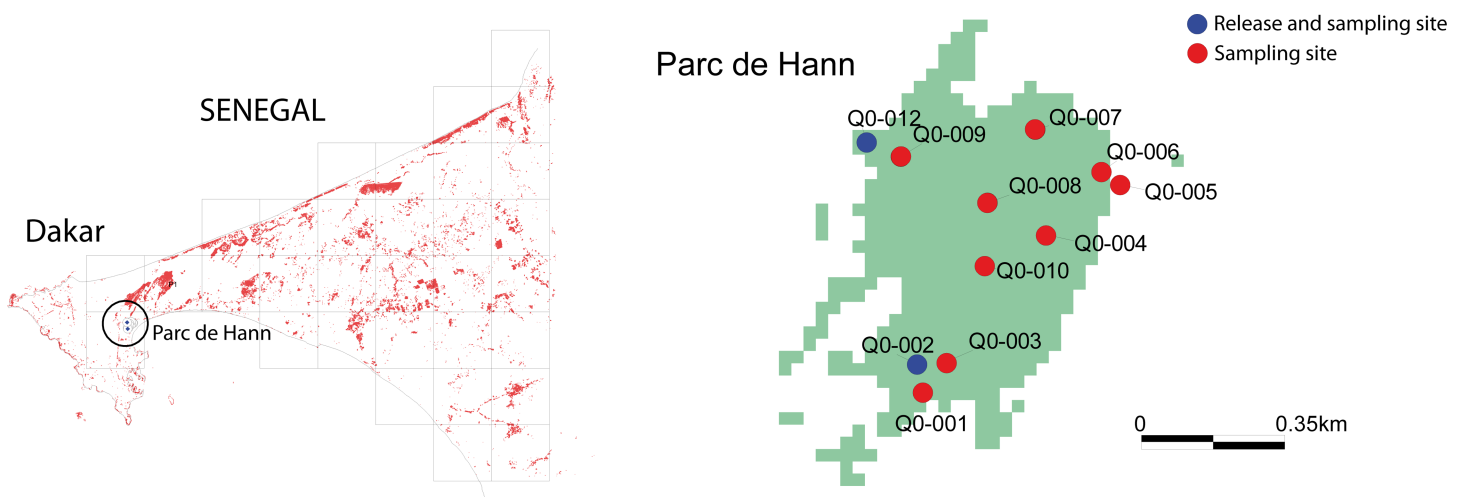 SENEGAL
Dakar
P1
Parc de Hann
Parc de Hann
Release and sampling site
Sampling site
Q0-012
Q0-009
Q0-007
Q0-006
Q0-005
Q0-008
Q0-004
Q0-010
Q0-002
Q0-003
Q0-001
0 0.35km